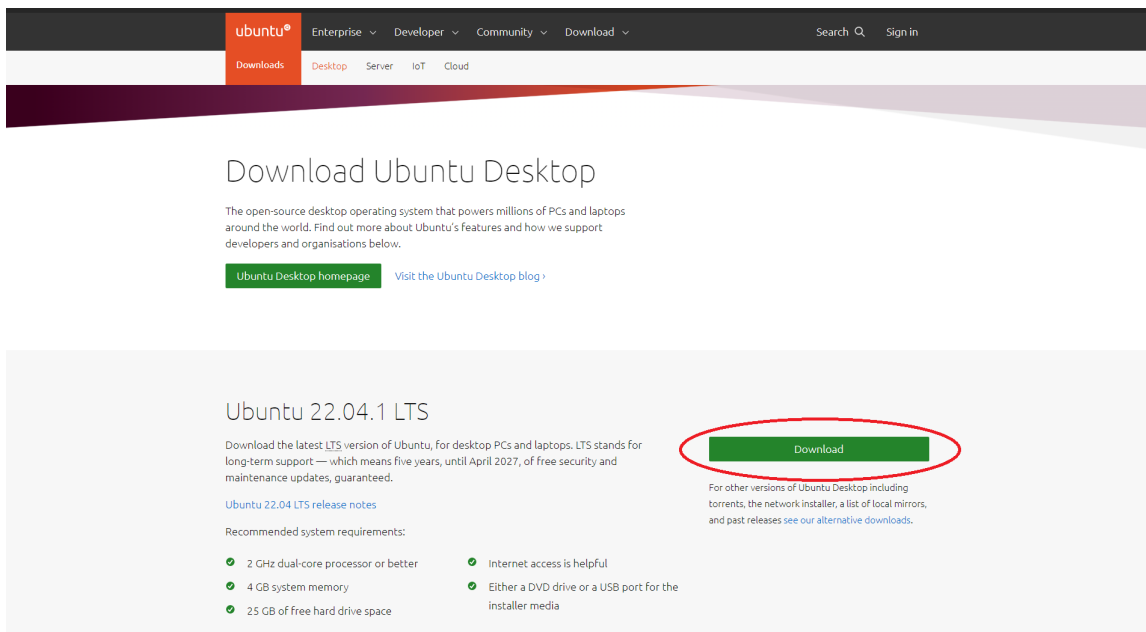 ubuntu® Enterprise Developer Community Download Search Sign in
Downloads Desktop Server IoT Cloud
Download Ubuntu Desktop
The open-source desktop operating system that powers millions of PCs and laptops
around the world. Find out more about Ubuntu's features and how we support
developers and organisations below.
Ubuntu Desktop homepage Visit the Ubuntu Desktop blog ›
Ubuntu 22.04.1 LTS
Download the latest LTS version of Ubuntu, for desktop PCs and laptops. LTS stands for
long-term support — which means five years, until April 2027, of free security and
maintenance updates, guaranteed.
Ubuntu 22.04 LTS release notes
Recommended system requirements:
2 GHz dual-core processor or better
4 GB system memory
25 GB of free hard drive space
Internet access is helpful
Either a DVD drive or a USB port for the
installer media
Download
For other versions of Ubuntu Desktop including
torrents, the network installer, a list of local mirrors,
and past releases see our alternative downloads.